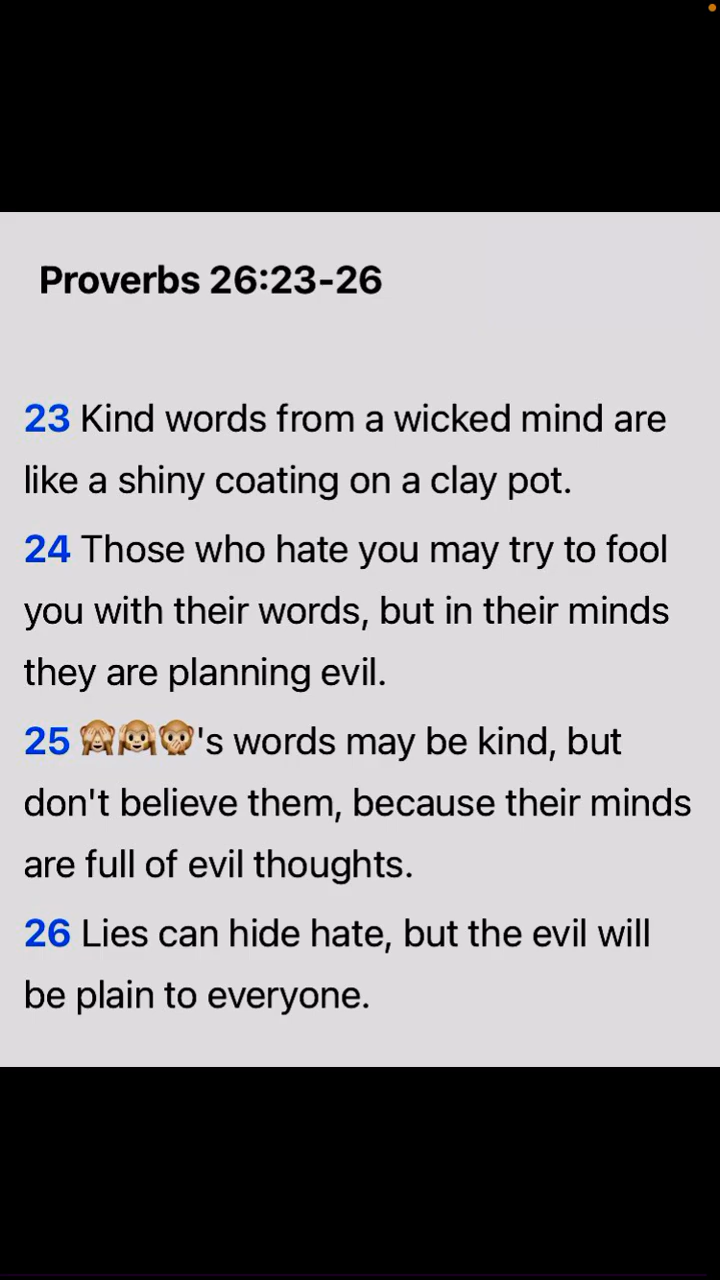 Proverbs 26:23-26
23 Kind words from a wicked mind are
like a shiny coating on a clay pot.
24 Those who hate you may try to fool
you with their words, but in their minds
they are planning evil.
25 🙈🙉🙊's words may be kind, but
don't believe them, because their minds
are full of evil thoughts.
26 Lies can hide hate, but the evil will
be plain to everyone.